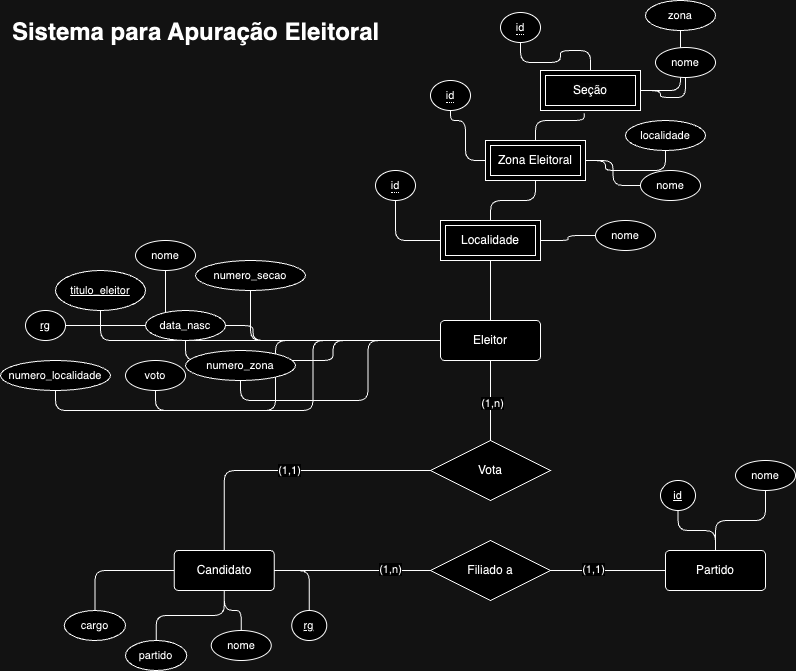 Sistema para Apuração Eleitoral
zona
id
nome
Seção
id
localidade
Zona Eleitoral
id
nome
nome
Localidade
nome
numero_secao
titulo_eleitor
rg
data_nasc
Eleitor
numero_zona
numero_localidade
voto
(1,n)
(1,1)
Vota
nome
id
Candidato
(1,n)
Filiado a
(1,1)
Partido
cargo
rg
nome
partido